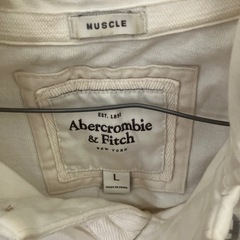 MUSCLE
EST. 1892
Abercrombie
& Fitch
NEW YORK
L